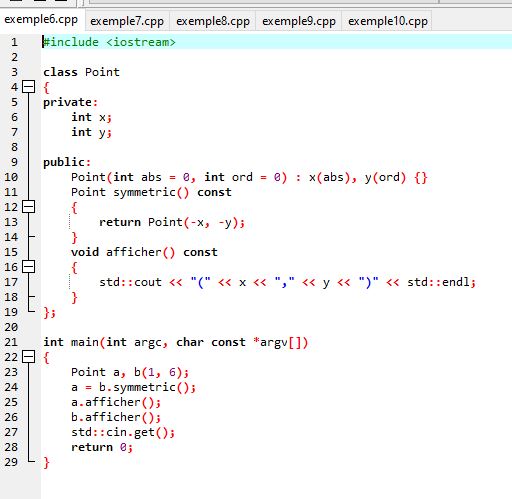 exemple6.cpp exemple7.cpp exemple8.cpp exemple9.cpp exemple10.cpp
1 #include <iostream>
2
3 class Point
4 {
5 private:
6     int x;
7     int y;
8
9 public:
10     Point(int abs = 0, int ord = 0) : x(abs), y(ord) {}
11     Point symmetric() const
12     {
13         return Point(-x, -y);
14     }
15     void afficher() const
16     {
17         std::cout << "(" << x << "," << y << ")" << std::endl;
18     }
19 };
20
21 int main(int argc, char const *argv[])
22 {
23     Point a, b(1, 6);
24     a = b.symmetric();
25     a.afficher();
26     b.afficher();
27     std::cin.get();
28     return 0;
29 }